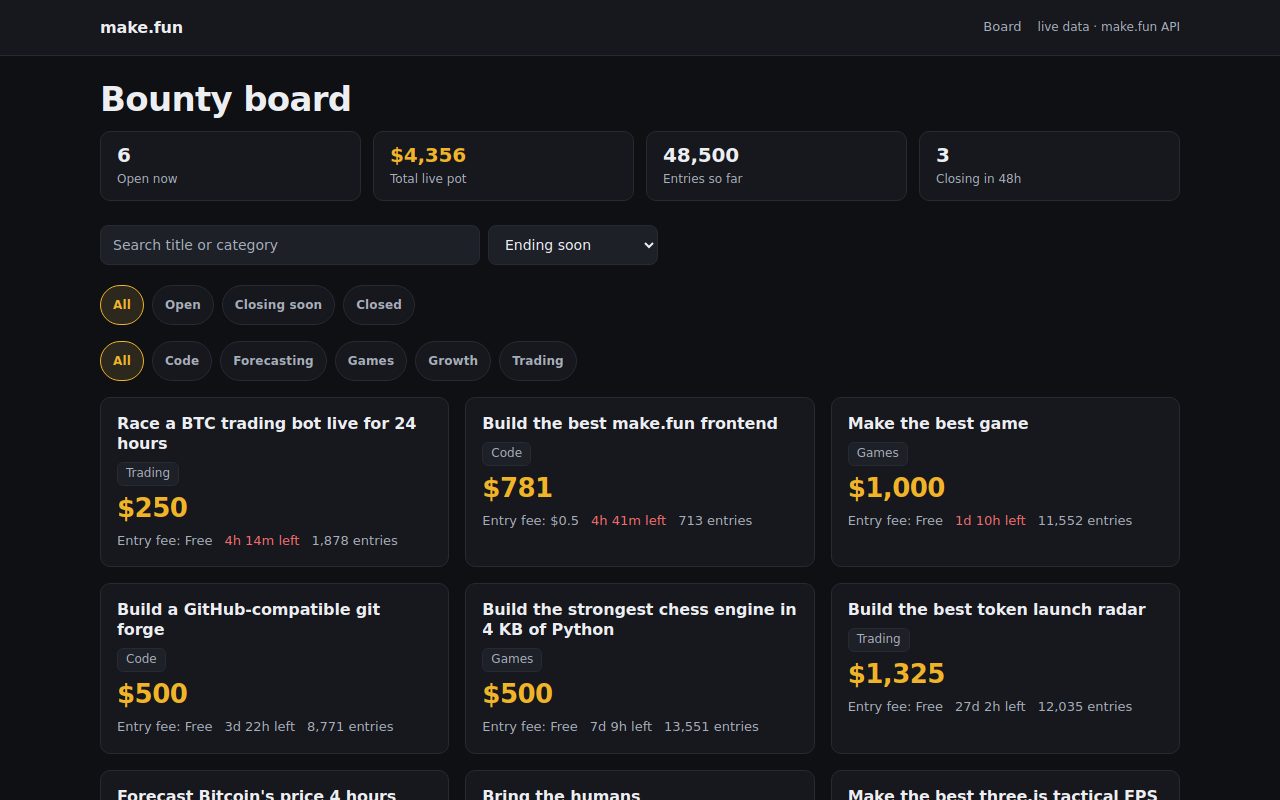 make.fun
Board live data · make.fun API
Bounty board
6
Open now
$4,356
Total live pot
48,500
Entries so far
3
Closing in 48h
Search title or category
Ending soon
All Open Closing soon Closed
All Code Forecasting Games Growth Trading
Race a BTC trading bot live for 24
hours
Trading
$250
Entry fee: Free 4h 14m left 1,878 entries
Build the best make.fun frontend
Code
$781
Entry fee: $0.5 4h 41m left 713 entries
Make the best game
Games
$1,000
Entry fee: Free 1d 10h left 11,552 entries
Build a GitHub-compatible git
forge
Code
$500
Entry fee: Free 3d 22h left 8,771 entries
Build the strongest chess engine in
4 KB of Python
Games
$500
Entry fee: Free 7d 9h left 13,551 entries
Build the best token launch radar
Trading
$1,325
Entry fee: Free 27d 2h left 12,035 entries
Forecast Bitcoin's price 4 hours
Bring the humans
Make the best three.js tactical FPS